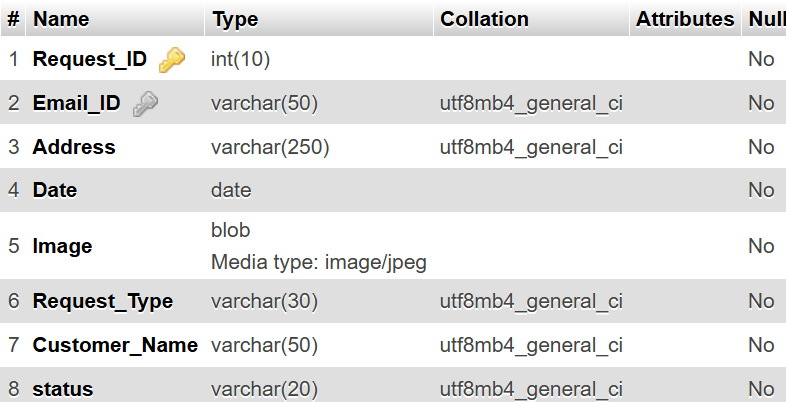 # Name Type Collation Attributes Null
1 Request_ID int(10) No
2 Email_ID varchar(50) utf8mb4_general_ci No
3 Address varchar(250) utf8mb4_general_ci No
4 Date date No
5 Image blob No
Media type: image/jpeg
6 Request_Type varchar(30) utf8mb4_general_ci No
7 Customer_Name varchar(50) utf8mb4_general_ci No
8 status varchar(20) utf8mb4_general_ci No